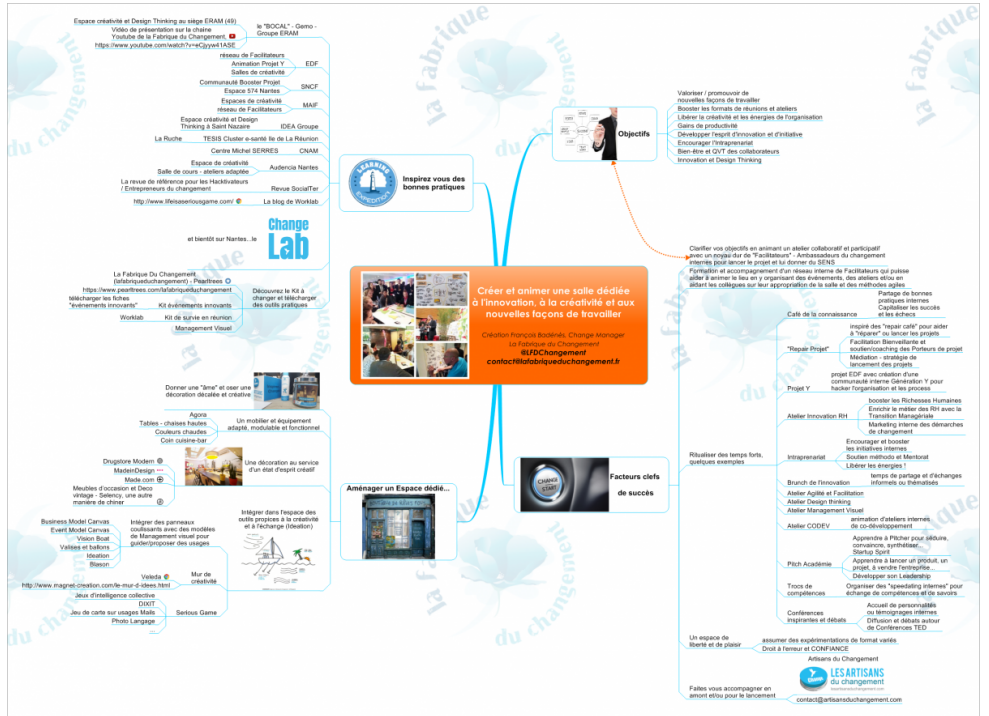 Créer et animer une salle dédiée
à l'Innovation, à la créativité et aux
nouvelles façons de travailler
Création François Badénès, Change Manager
La Fabrique du Changement
@LFDChangement
contact@lafabriqueduchangement.fr
Objectifs
Valoriser / promouvoir de
nouvelles façons de travailler
Booster les formats de réunions et ateliers
Libérer la créativité et les énergies de l'organisation
Gains de productivité
Développer l'esprit d'innovation et d'initiative
Encourager l'intraprenariat
Bien-être et QVT des collaborateurs
Innovation et Design Thinking
Facteurs clefs
de succès
CHANGE
START
Clarifier vos objectifs en animant un atelier collaboratif et participatif
avec un noyau dur de "Facilitateurs" - Ambassadeurs du changement
internes pour lancer le projet et lui donner du SENS
Formation et accompagnement d'un réseau interne de Facilitateurs qui puisse
aider à animer le lieu en y organisant des événements, des ateliers et/ou en
aidant les collègues sur leur appropriation de la salle et des méthodes agiles
Ritualiser des temps forts,
quelques exemples
Café de la connaissance
Partage de bonnes
pratiques internes
Capitaliser les succès
et les échecs
"Repair Projet"
inspiré des "repair café" pour aider
à "réparer" ou lancer les projets
Facilitation Bienveillante et
soutien/coaching des Porteurs de projet
Médiation - stratégie de
lancement des projets
Projet Y
projet EDF avec création d'une
communauté interne Génération Y pour
hacker l'organisation et les process
Atelier Innovation RH
booster les Richesses Humaines
Enrichir le métier des RH avec la
Transition Managériale
Marketing interne des démarches
de changement
Intraprenariat
Encourager et booster
les initiatives internes
Soutien méthodo et Mentorat
Libérer les énergies !
Brunch de l'innovation
temps de partage et d'échanges
informels ou thématisés
Atelier Agilité et Facilitation
Atelier Design thinking
Atelier Management Visuel
Atelier CODEV
animation d'ateliers internes
de co-développement
Pitch Académie
Apprendre à Pitcher pour séduire,
convaincre, synthétiser...
Startup Spirit
Apprendre à lancer un produit, un
projet, à vendre l'entreprise...
Développer son Leadership
Trocs de
compétences
Organiser des "speedating internes" pour
échange de compétences et de savoirs
Conférences
inspirantes et débats
Accueil de personnalités
ou témoignages internes
Diffusion et débats autour
de Conférences TED
Un espace de
liberté et de plaisir
assumer des expérimentations de format variés
Droit à l'erreur et CONFIANCE
Faites vous accompagner en
amont et/ou pour le lancement
Artisans du Changement
LES ARTISANS
du changement
contact@artisansduchangement.com
Inspirez vous des
bonnes pratiques
LEARNING
EXPEDITION
le "BOCAL" - Gemo -
Groupe ERAM
Espace créativité et Design Thinking au siège ERAM (49)
Vidéo de présentation sur la chaîne
Youtube de la Fabrique du Changement,
https://www.youtube.com/watch?v=eCjyyw41ASE
EDF
réseau de Facilitateurs
Animation Projet Y
Salles de créativité
SNCF
Communauté Booster Projet
Espace 574 Nantes
MAIF
Espaces de créativité
réseau de Facilitateurs
IDEA Groupe
Espace créativité et Design
Thinking à Saint Nazaire
TESIS Cluster e-santé Ile de La Réunion
La Ruche
CNAM
Centre Michel SERRES
Audencia Nantes
Espace de créativité
Salle de cours - ateliers adaptée
Revue SocialTer
La revue de référence pour les Hacktivateurs
/ Entrepreneurs du changement
La blog de Worklab
http://www.lifeisaseriousgame.com/
et bientôt sur Nantes...le
Change
Lab
Découvrez le Kit à
changer et télécharger
des outils pratiques
La Fabrique Du Changement
(lafabriqueduchangement) - Pearltrees
https://www.pearltrees.com/lafabriqueduchangement
Kit événements innovants
télécharger les fiches
"événements innovants"
Kit de survie en réunion
Worklab
Management Visuel
Aménager un Espace dédié...
Donner une "âme" et oser une
décoration décalée et créative
Un mobilier et équipement
adapté, modulable et fonctionnel
Agora
Tables - chaises hautes
Couleurs chaudes
Coin cuisine-bar
Une décoration au service
d'un état d'esprit créatif
Drugstore Modern
MadeinDesign
Made.com
Meubles d'occasion et Deco
vintage - Selency, une autre
manière de chiner
Intégrer dans l'espace des
outils propices à la créativité
et à l'échange (Ideation)
Intégrer des panneaux
coulissants avec des modèles
de Management visuel pour
guider/proposer des usages
Business Model Canvas
Event Model Canvas
Vision Boat
Valises et ballons
Ideation
Blason
Mur de
créativité
Veleda
http://www.magnet-creation.com/le-mur-d-idees.html
Serious Game
Jeux d'intelligence collective
DIXIT
Jeu de carte sur usages Mails
Photo Langage
...
la fabrique
du changement